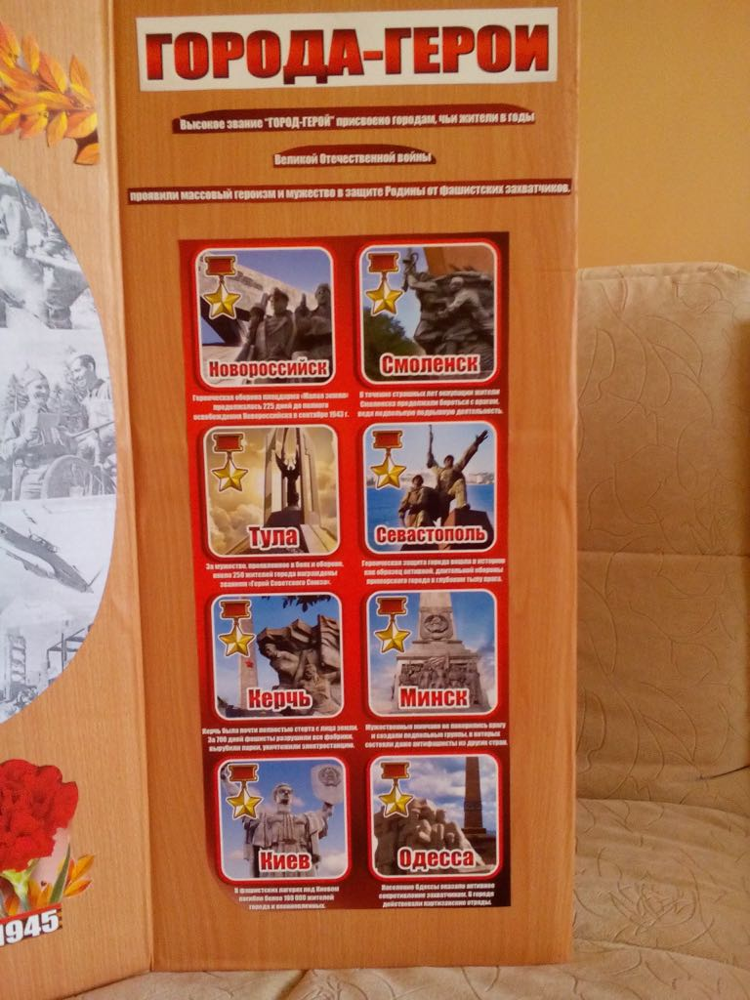 ГОРОДА-ГЕРОИ
Высокое звание "ГОРОД-ГЕРОЙ" присвоено городам, чьи жители в годы
Великой Отечественной войны
проявили массовый героизм и мужество в защите Родины от фашистских захватчиков.
Новороссийск
Героическая оборона плацдарма «Малая земля»
продолжалась 225 дней до полного
освобождения Новороссийска в сентябре 1943 г.
Смоленск
В течение страшных лет оккупации жители
Смоленска продолжали бороться с врагом,
ведя подпольную подрывную деятельность.
Тула
За мужество, проявленное в боях и обороне,
около 250 жителей города награждены
званием «Герой Советского Союза».
Севастополь
Героическая защита города вошла в историю
как образец активной, длительной обороны
приморского города в глубоком тылу врага.
Керчь
Керчь была почти полностью стерта с лица земли.
За 700 дней фашисты разрушили все фабрики,
вырубили парки, уничтожили электростанцию.
Минск
Мужественные минчане не покорились врагу
и создали подпольные группы, в которых
состояли даже антифашисты из других стран.
Киев
В фашистских лагерях под Киевом
погибло более 100 000 жителей
города и военнопленных.
Одесса
Население Одессы оказало активное
сопротивление захватчикам. В городе
действовали партизанские отряды.
1945